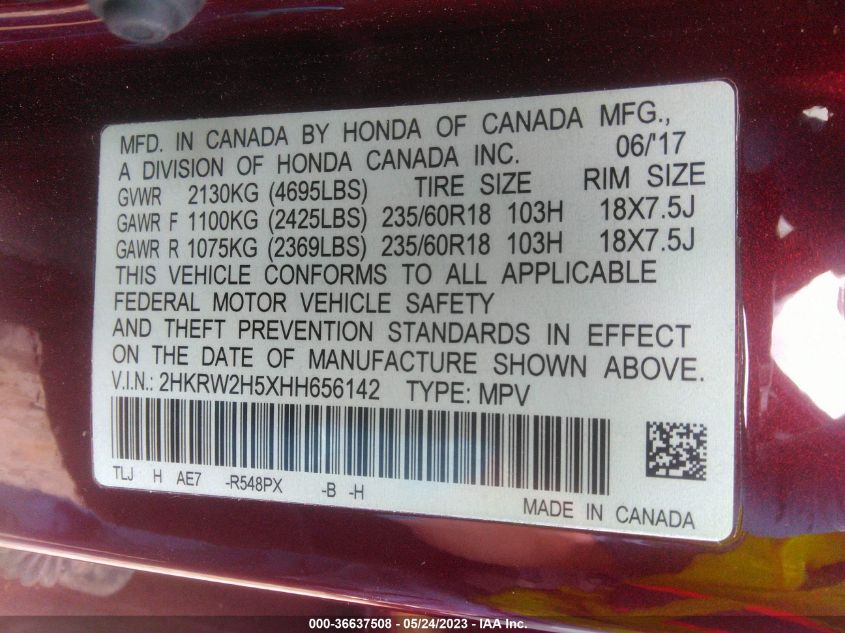 MFD. IN CANADA BY HONDA OF CANADA MFG.,
A DIVISION OF HONDA CANADA INC. 06/'17
GVWR 2130KG (4695LBS) TIRE SIZE RIM SIZE
GAWR F 1100KG (2425LBS) 235/60R18 103H 18X7.5J
GAWR R 1075KG (2369LBS) 235/60R18 103H 18X7.5J
THIS VEHICLE CONFORMS TO ALL APPLICABLE
FEDERAL MOTOR VEHICLE SAFETY
AND THEFT PREVENTION STANDARDS IN EFFECT
ON THE DATE OF MANUFACTURE SHOWN ABOVE.
V.I.N.: 2HKRW2H5XHH656142 TYPE: MPV
TLJ H AE7 -R548PX -B -H
MADE IN CANADA
000-36637508 - 05/24/2023 - IAA Inc.